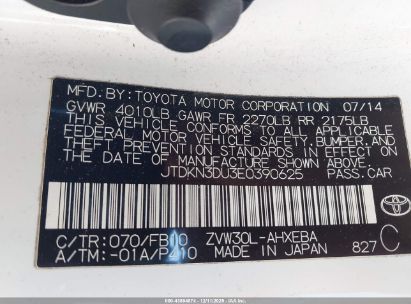 MFD. BY: TOYOTA MOTOR CORPORATION 07/14
GVWR 4010LB GAWR FR 2270LB RR 2175LB
THIS VEHICLE CONFORMS TO ALL APPLICABLE
FEDERAL MOTOR VEHICLE SAFETY, BUMPER, AND
THEFT PREVENTION STANDARDS IN EFFECT ON
THE DATE OF MANUFACTURE SHOWN ABOVE.
JTDKN3DU3E0390625 PASS.CAR
C/TR: 070/FB10 ZVW30L-AHXEBA C
A/TM: -01A/P410 MADE IN JAPAN 827